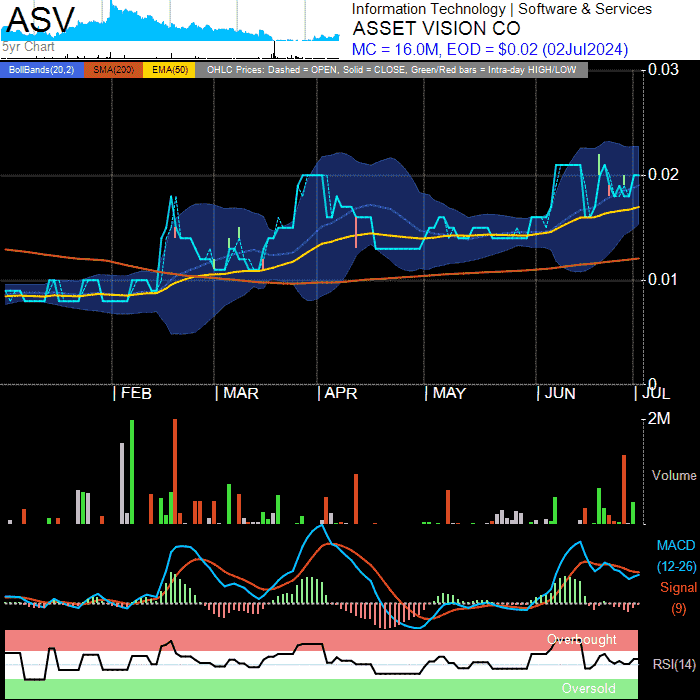 ASV
5yr Chart
Information Technology | Software & Services
ASSET VISION CO
MC = 16.0M, EOD = $0.02 (02Jul2024)
BollBands(20,2) SMA(200) EMA(50) OHLC Prices: Dashed = OPEN, Solid = CLOSE, Green/Red bars = Intra-day HIGH/LOW
0.03
0.02
0.01
0
FEB MAR APR MAY JUN JUL
2M
Volume
MACD
(12-26)
Signal
(9)
Overbought
RSI(14)
Oversold